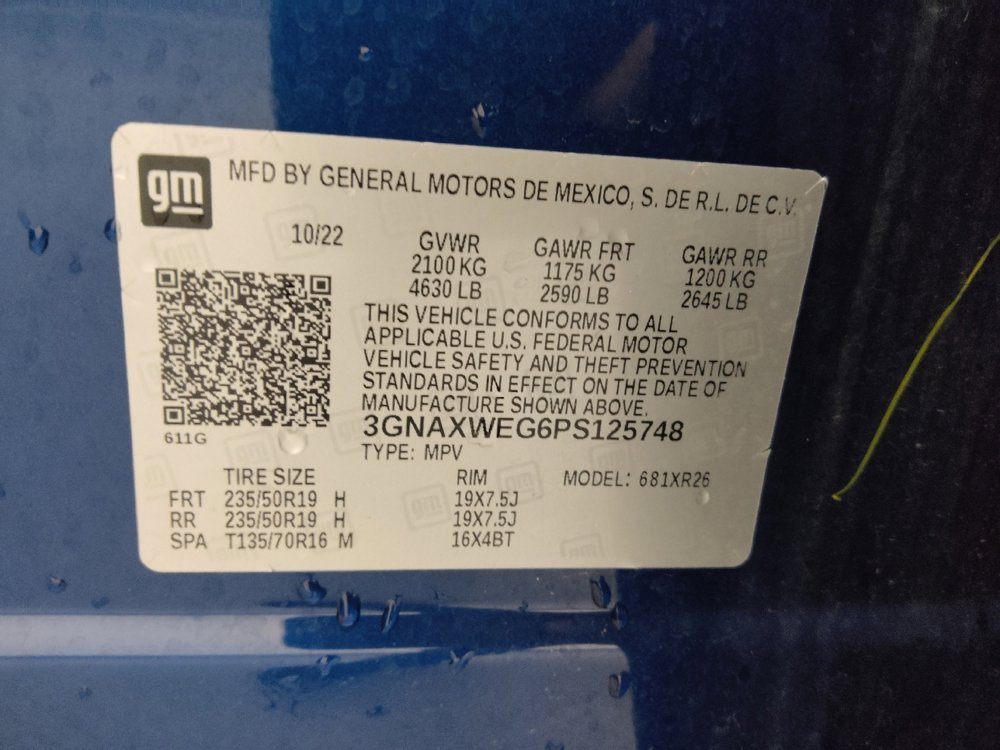 gm
MFD BY GENERAL MOTORS DE MEXICO, S. DE R.L. DE C.V.
10/22
GVWR GAWR FRT GAWR RR
2100 KG 1175 KG 1200 KG
4630 LB 2590 LB 2645 LB
THIS VEHICLE CONFORMS TO ALL
APPLICABLE U.S. FEDERAL MOTOR
VEHICLE SAFETY AND THEFT PREVENTION
STANDARDS IN EFFECT ON THE DATE OF
MANUFACTURE SHOWN ABOVE.
3GNAXWEG6PS125748
611G
TYPE: MPV
TIRE SIZE RIM MODEL: 681XR26
FRT 235/50R19 H 19X7.5J
RR 235/50R19 H 19X7.5J
SPA T135/70R16 M 16X4BT